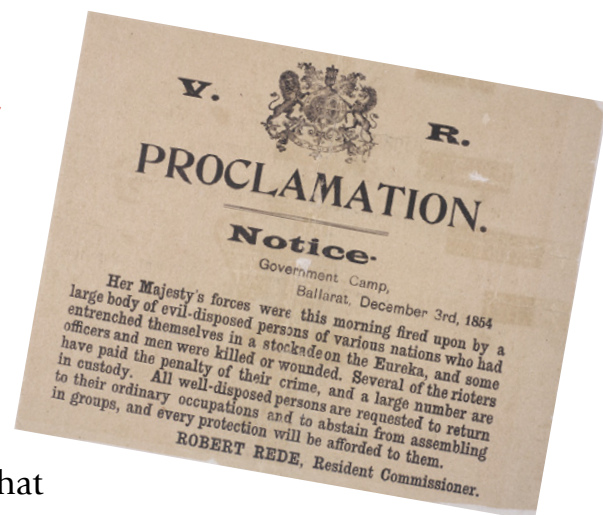 V. R.
PROCLAMATION.
Notice.
Government Camp,
Ballarat, December 3rd, 1854
Her Majesty's forces were this morning fired upon by a
large body of evil-disposed persons of various nations who had
entrenched themselves in a stockade on the Eureka, and some
officers and men were killed or wounded. Several of the rioters
have paid the penalty of their crime, and a large number are
in custody. All well-disposed persons are requested to return
to their ordinary occupations and to abstain from assembling
in groups, and every protection will be afforded to them.
ROBERT REDE, Resident Commissioner.
hat